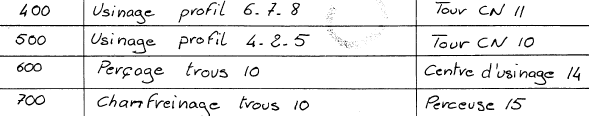 400 Usinage profil 6-7-8 Tour CN 11
500 Usinage profil 4-2-5 Tour CN 10
600 Perçage trous 10 Centre d'usinage 14
700 Chanfreinage trous 10 Perceuse 15